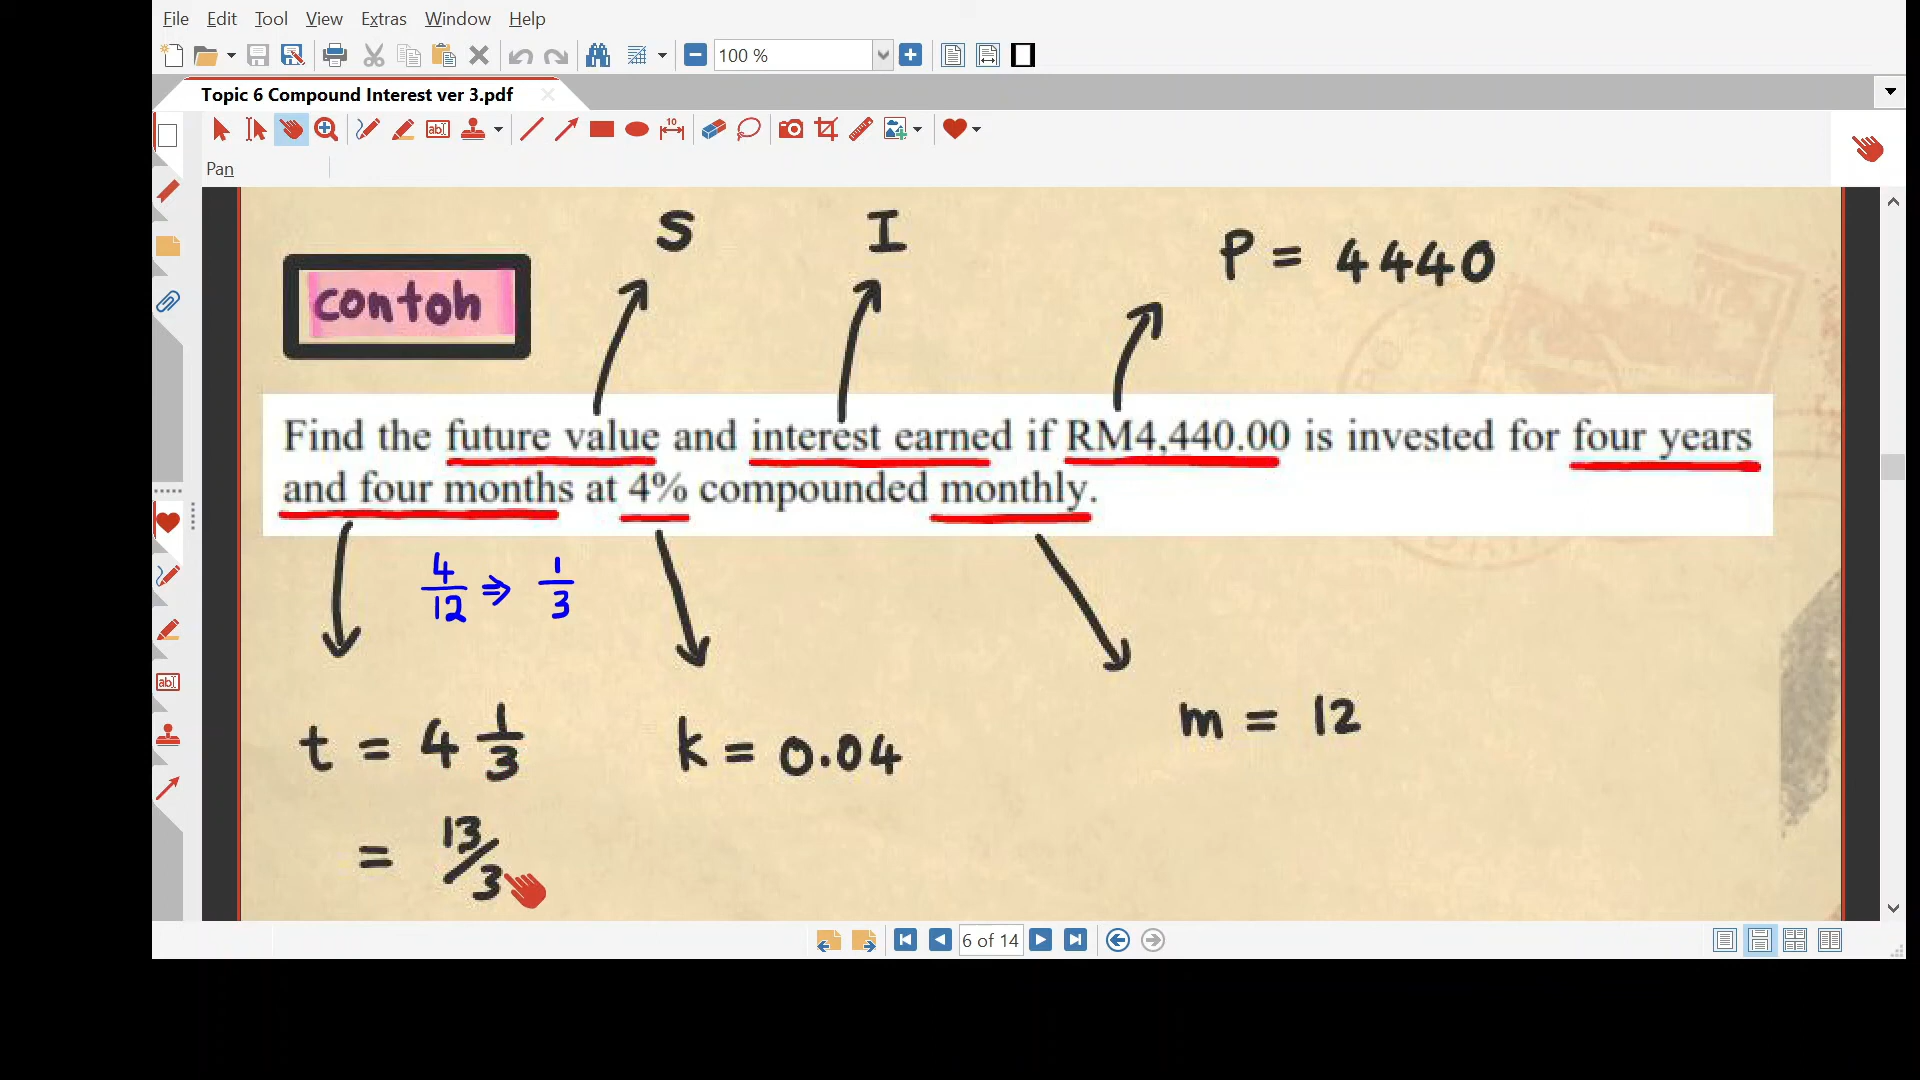 File Edit Tool View Extras Window Help
100 %
Topic 6 Compound Interest ver 3.pdf
Pan
S I
P = 4440
contoh
Find the future value and interest earned if RM4,440.00 is invested for four years
and four months at 4% compounded monthly.
4/12 ⇒ 1/3
t = 4 1/3
k = 0.04
m = 12
= 13/3
6 of 14